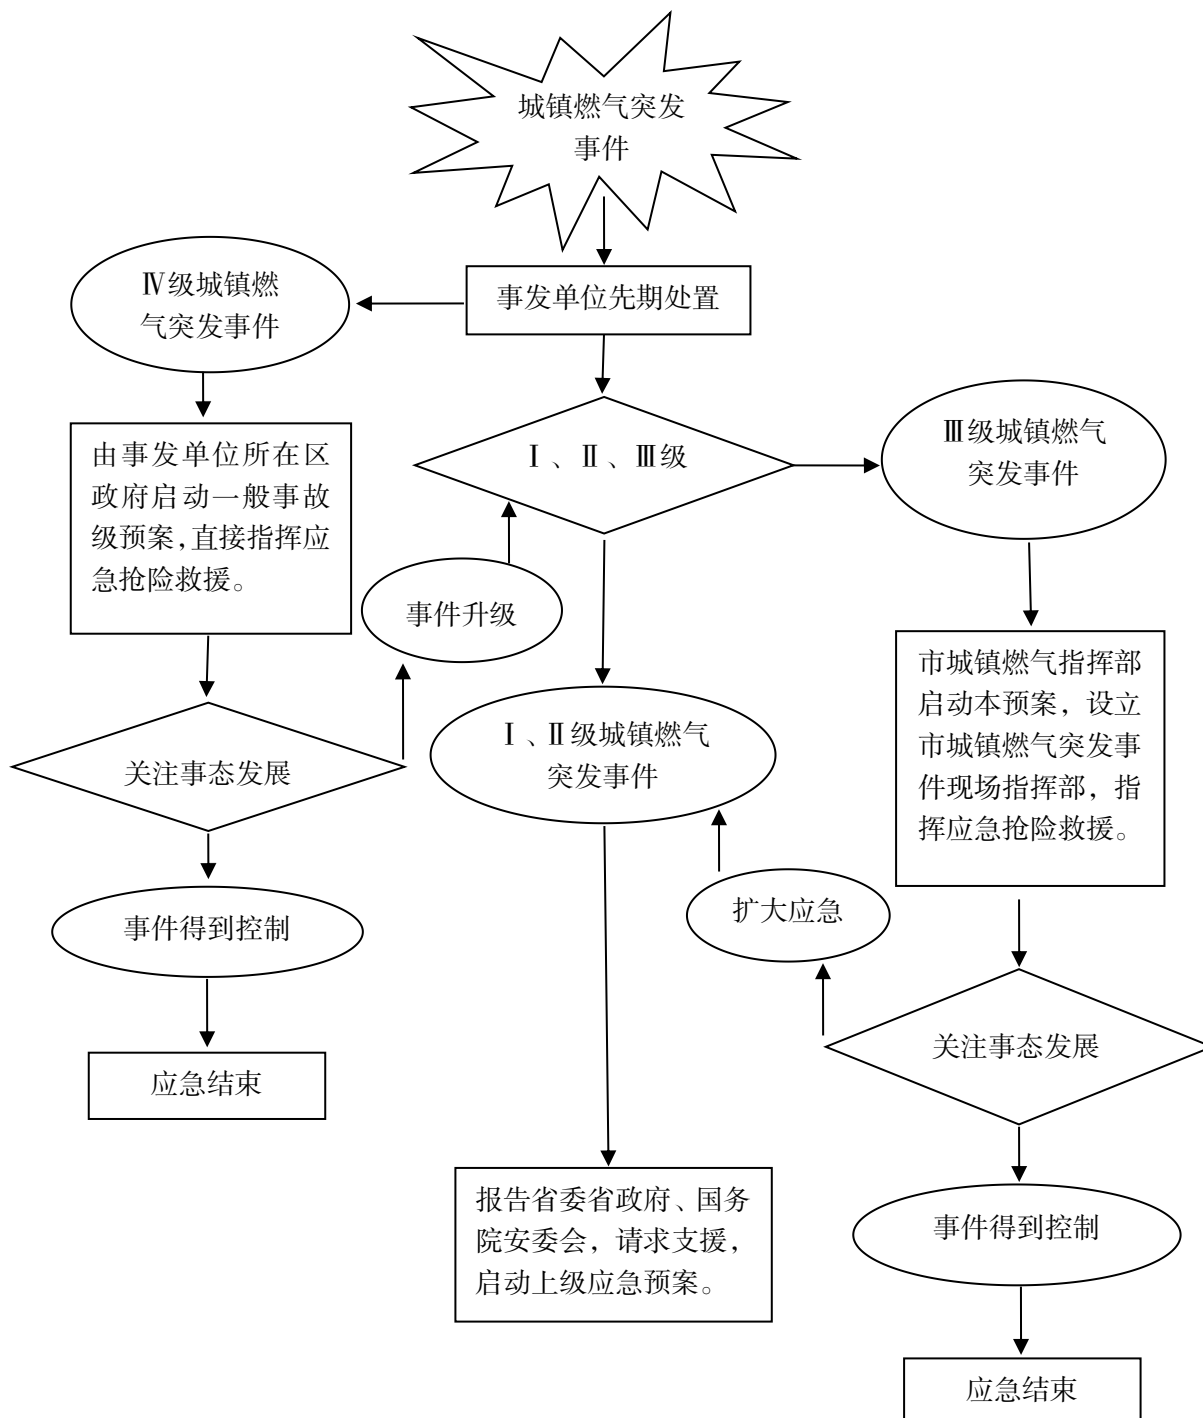 城镇燃气突发
事件
事发单位先期处置
Ⅳ级城镇燃
气突发事件
由事发单位所在区
政府启动一般事故
级预案,直接指挥应
急抢险救援。
Ⅰ、Ⅱ、Ⅲ级
Ⅲ级城镇燃气
突发事件
事件升级
市城镇燃气指挥部
启动本预案，设立
市城镇燃气突发事
件现场指挥部，指
挥应急抢险救援。
关注事态发展
Ⅰ、Ⅱ级城镇燃气
突发事件
扩大应急
事件得到控制
关注事态发展
应急结束
报告省委省政府、国务
院安委会，请求支援，
启动上级应急预案。
事件得到控制
应急结束